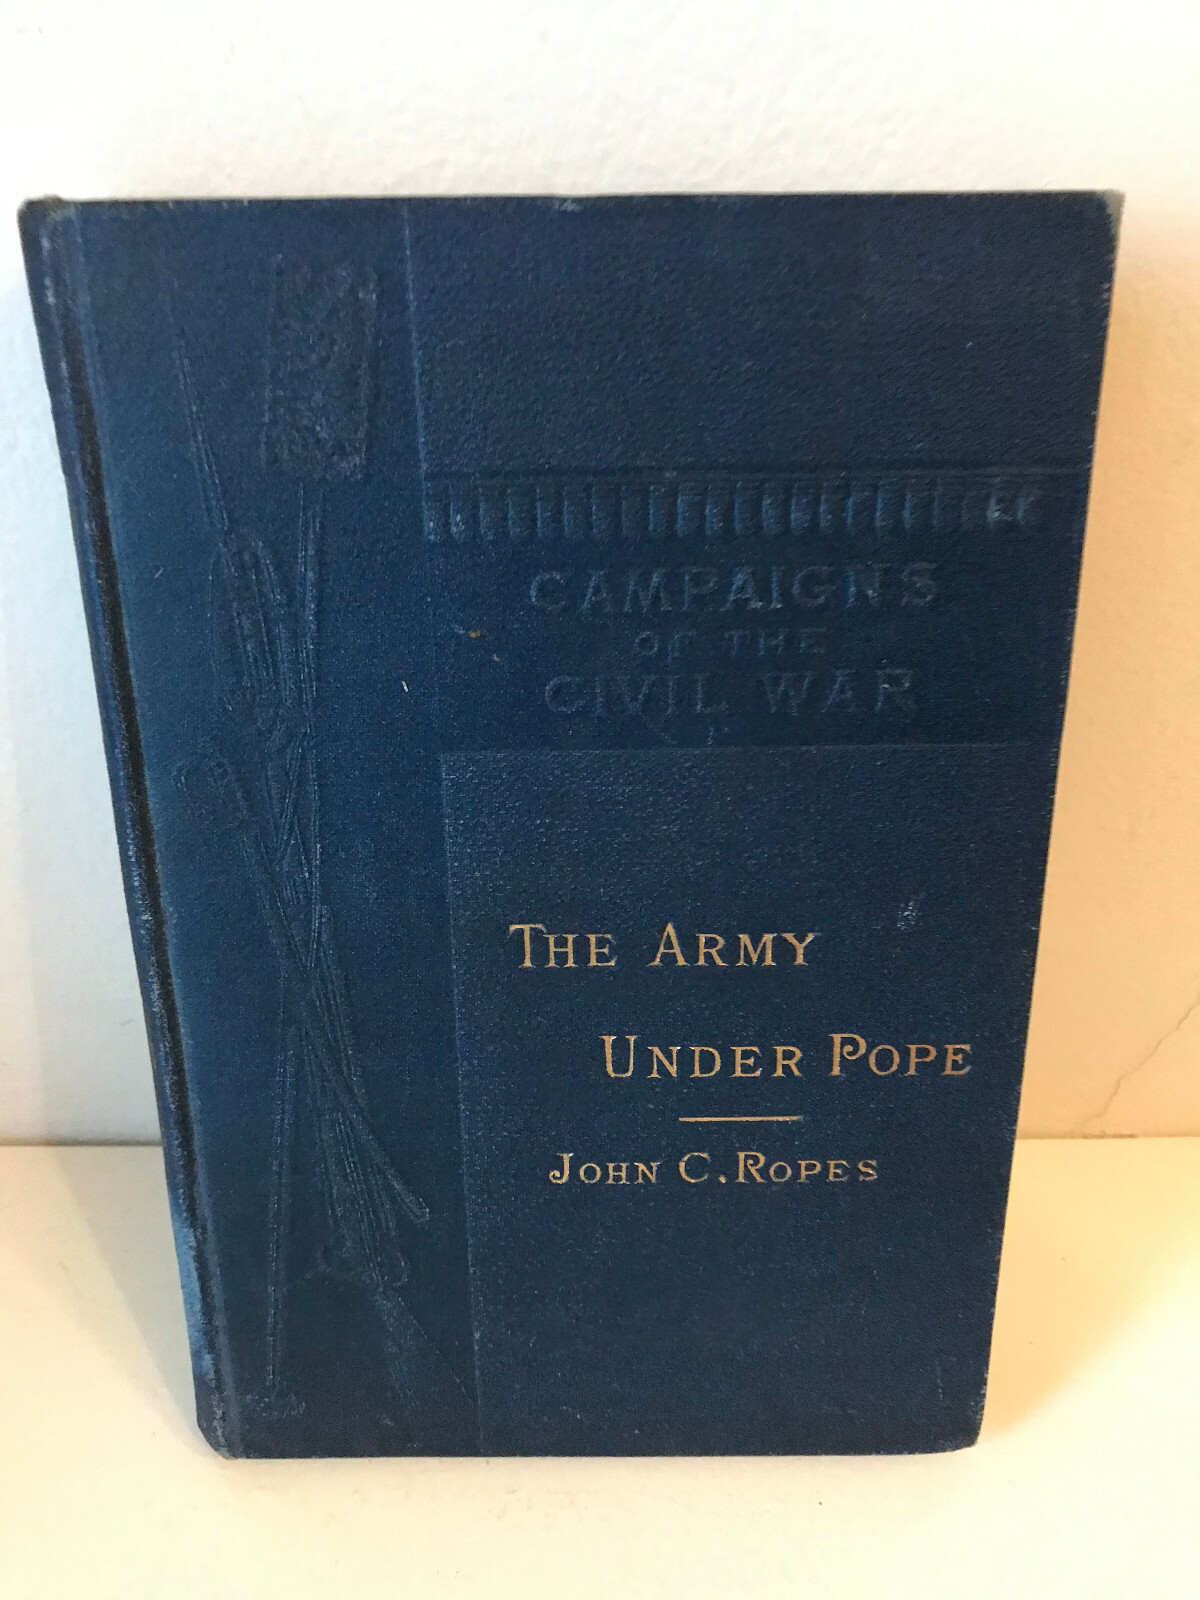 CAMPAIGNS
OF THE
CIVIL WAR
THE ARMY
UNDER POPE
JOHN C. ROPES